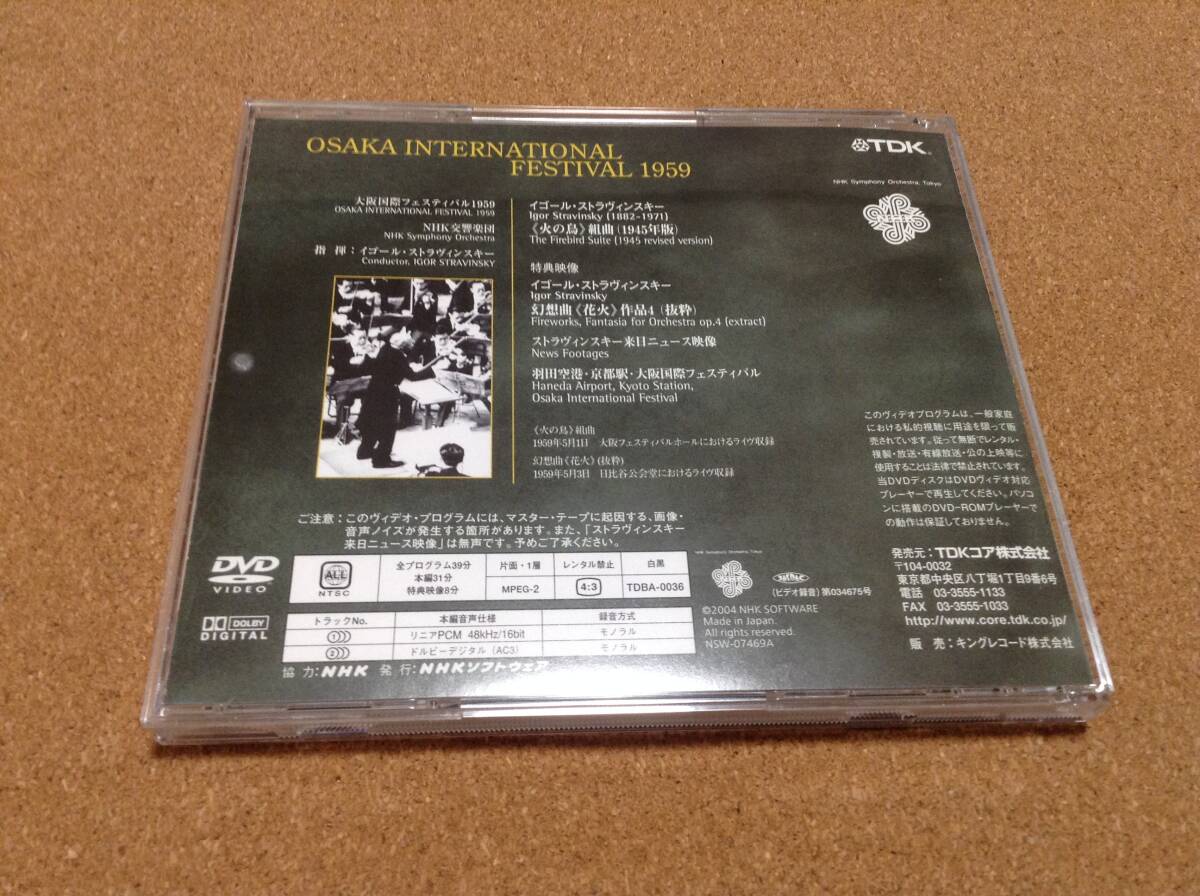 OSAKA INTERNATIONAL
FESTIVAL 1959
TDK
NHK Symphony Orchestra, Tokyo
NHK
大阪国際フェスティバル1959
OSAKA INTERNATIONAL FESTIVAL 1959
NHK交響楽団
NHK Symphony Orchestra
指 揮：イゴール・ストラヴィンスキー
Conductor, IGOR STRAVINSKY
イゴール・ストラヴィンスキー
Igor Stravinsky (1882-1971)
《火の鳥》組曲(1945年版)
The Firebird Suite (1945 revised version)
特典映像
イゴール・ストラヴィンスキー
Igor Stravinsky
幻想曲《花火》作品4(抜粋)
Fireworks, Fantasia for Orchestra op.4 (extract)
ストラヴィンスキー来日ニュース映像
News Footages
羽田空港・京都駅・大阪国際フェスティバル
Haneda Airport, Kyoto Station,
Osaka International Festival
《火の鳥》組曲
1959年5月1日 大阪フェスティバルホールにおけるライヴ収録
幻想曲《花火》(抜粋)
1959年5月3日 日比谷公会堂におけるライヴ収録
このヴィデオプログラムは、一般家庭
における私的視聴に用途を限って販
売されています。従って無断でレンタル・
複製・放送・有線放送・公の上映等に
使用することは法律で禁止されています。
当DVDディスクはDVDヴィデオ対応
プレーヤーで再生してください。パソコ
ンに搭載のDVD-ROMプレーヤーで
の動作は保証しておりません。
ご注意：このヴィデオ・プログラムには、マスター・テープに起因する、画像・
音声ノイズが発生する箇所があります。また、「ストラヴィンスキー
来日ニュース映像」は無声です。予めご了承ください。
DVD
VIDEO
DOLBY
DIGITAL
ALL
NTSC
全プログラム39分
本編31分
特典映像8分
片面・1層
MPEG-2
レンタル禁止
4:3
白黒
TDBA-0036
トラックNo.
本編音声仕様
録音方式
1
リニアPCM 48kHz/16bit
モノラル
2
ドルビーデジタル(AC3)
モノラル
協 力：NHK 発 行：NHKソフトウェア
NHK Symphony Orchestra, Tokyo
(ビデオ録音)第034675号
©2004 NHK SOFTWARE
Made in Japan.
All rights reserved.
NSW-07469A
発売元：TDKコア株式会社
〒104-0032
東京都中央区八丁堀1丁目9番6号
電話 03-3555-1133
FAX 03-3555-1033
http://www.core.tdk.co.jp/
販 売：キングレコード株式会社